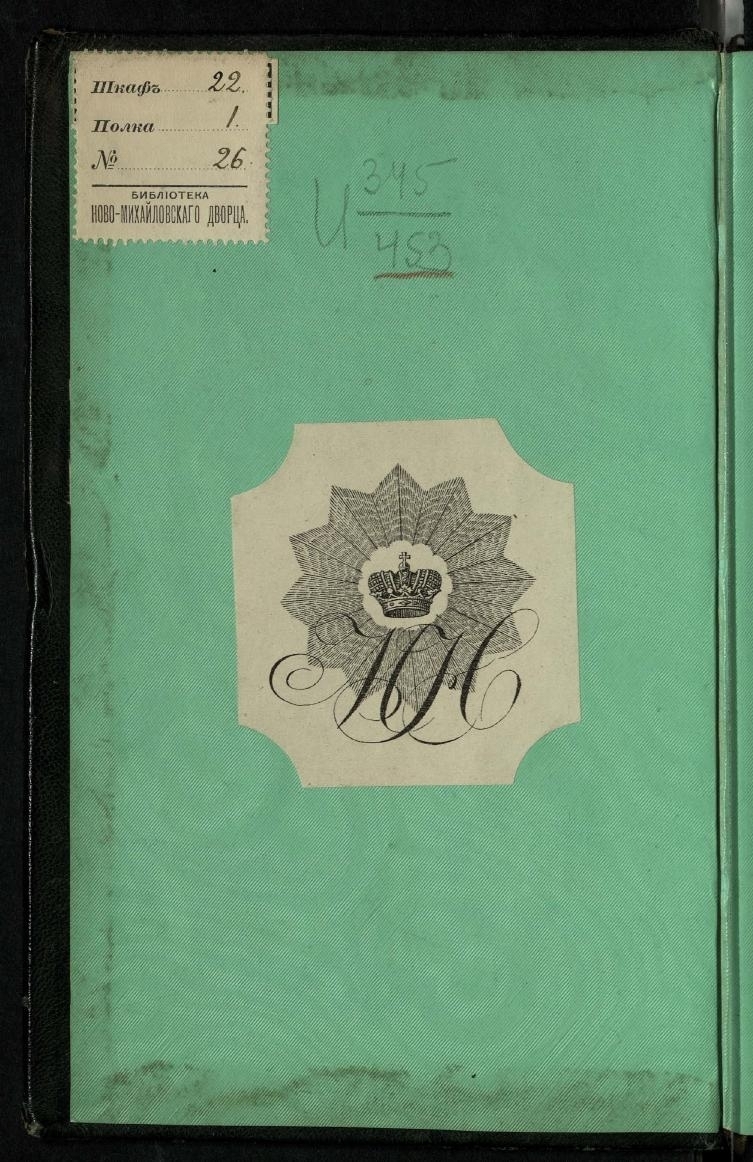 Шкафъ 22.
Полка 1.
№ 26
БИБЛІОТЕКА
НОВО-МИХАЙЛОВСКАГО ДВОРЦА.
И 345
453